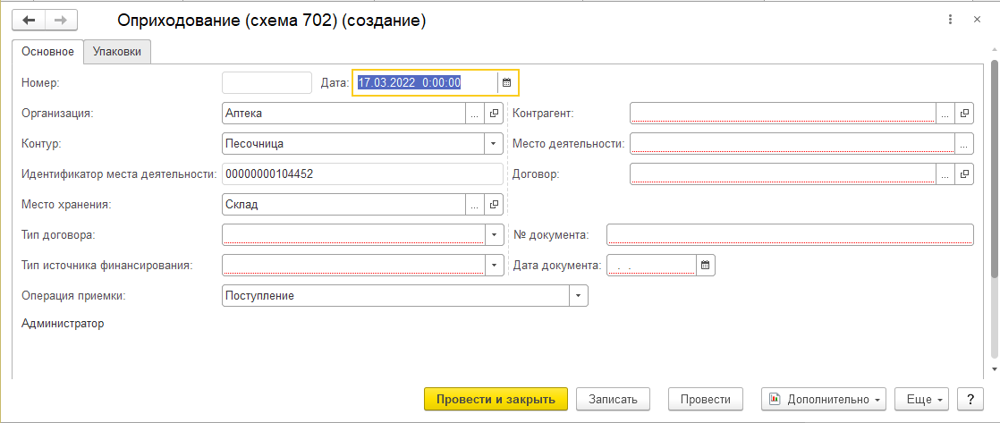 Оприходование (схема 702) (создание)
Основное Упаковки
Номер: Дата: 17.03.2022 0:00:00
Организация: Аптека ... Контрагент: ...
Контур: Песочница Место деятельности: ...
Идентификатор места деятельности: 00000000104452 Договор: ...
Место хранения: Склад ...
Тип договора: № документа:
Тип источника финансирования: Дата документа: . .
Операция приемки: Поступление
Администратор
Провести и закрыть Записать Провести Дополнительно Еще ?